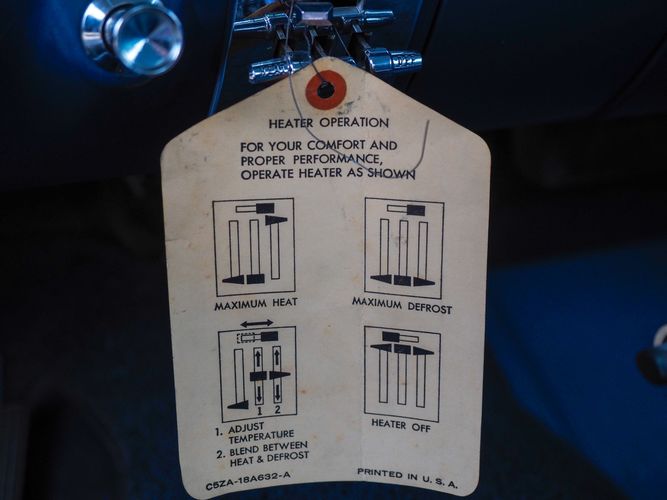 HEATER OPERATION
FOR YOUR COMFORT AND
PROPER PERFORMANCE,
OPERATE HEATER AS SHOWN
MAXIMUM HEAT
MAXIMUM DEFROST
1 2
1. ADJUST
TEMPERATURE
2. BLEND BETWEEN
HEAT & DEFROST
HEATER OFF
C5ZA-18A632-A
PRINTED IN U.S.A.